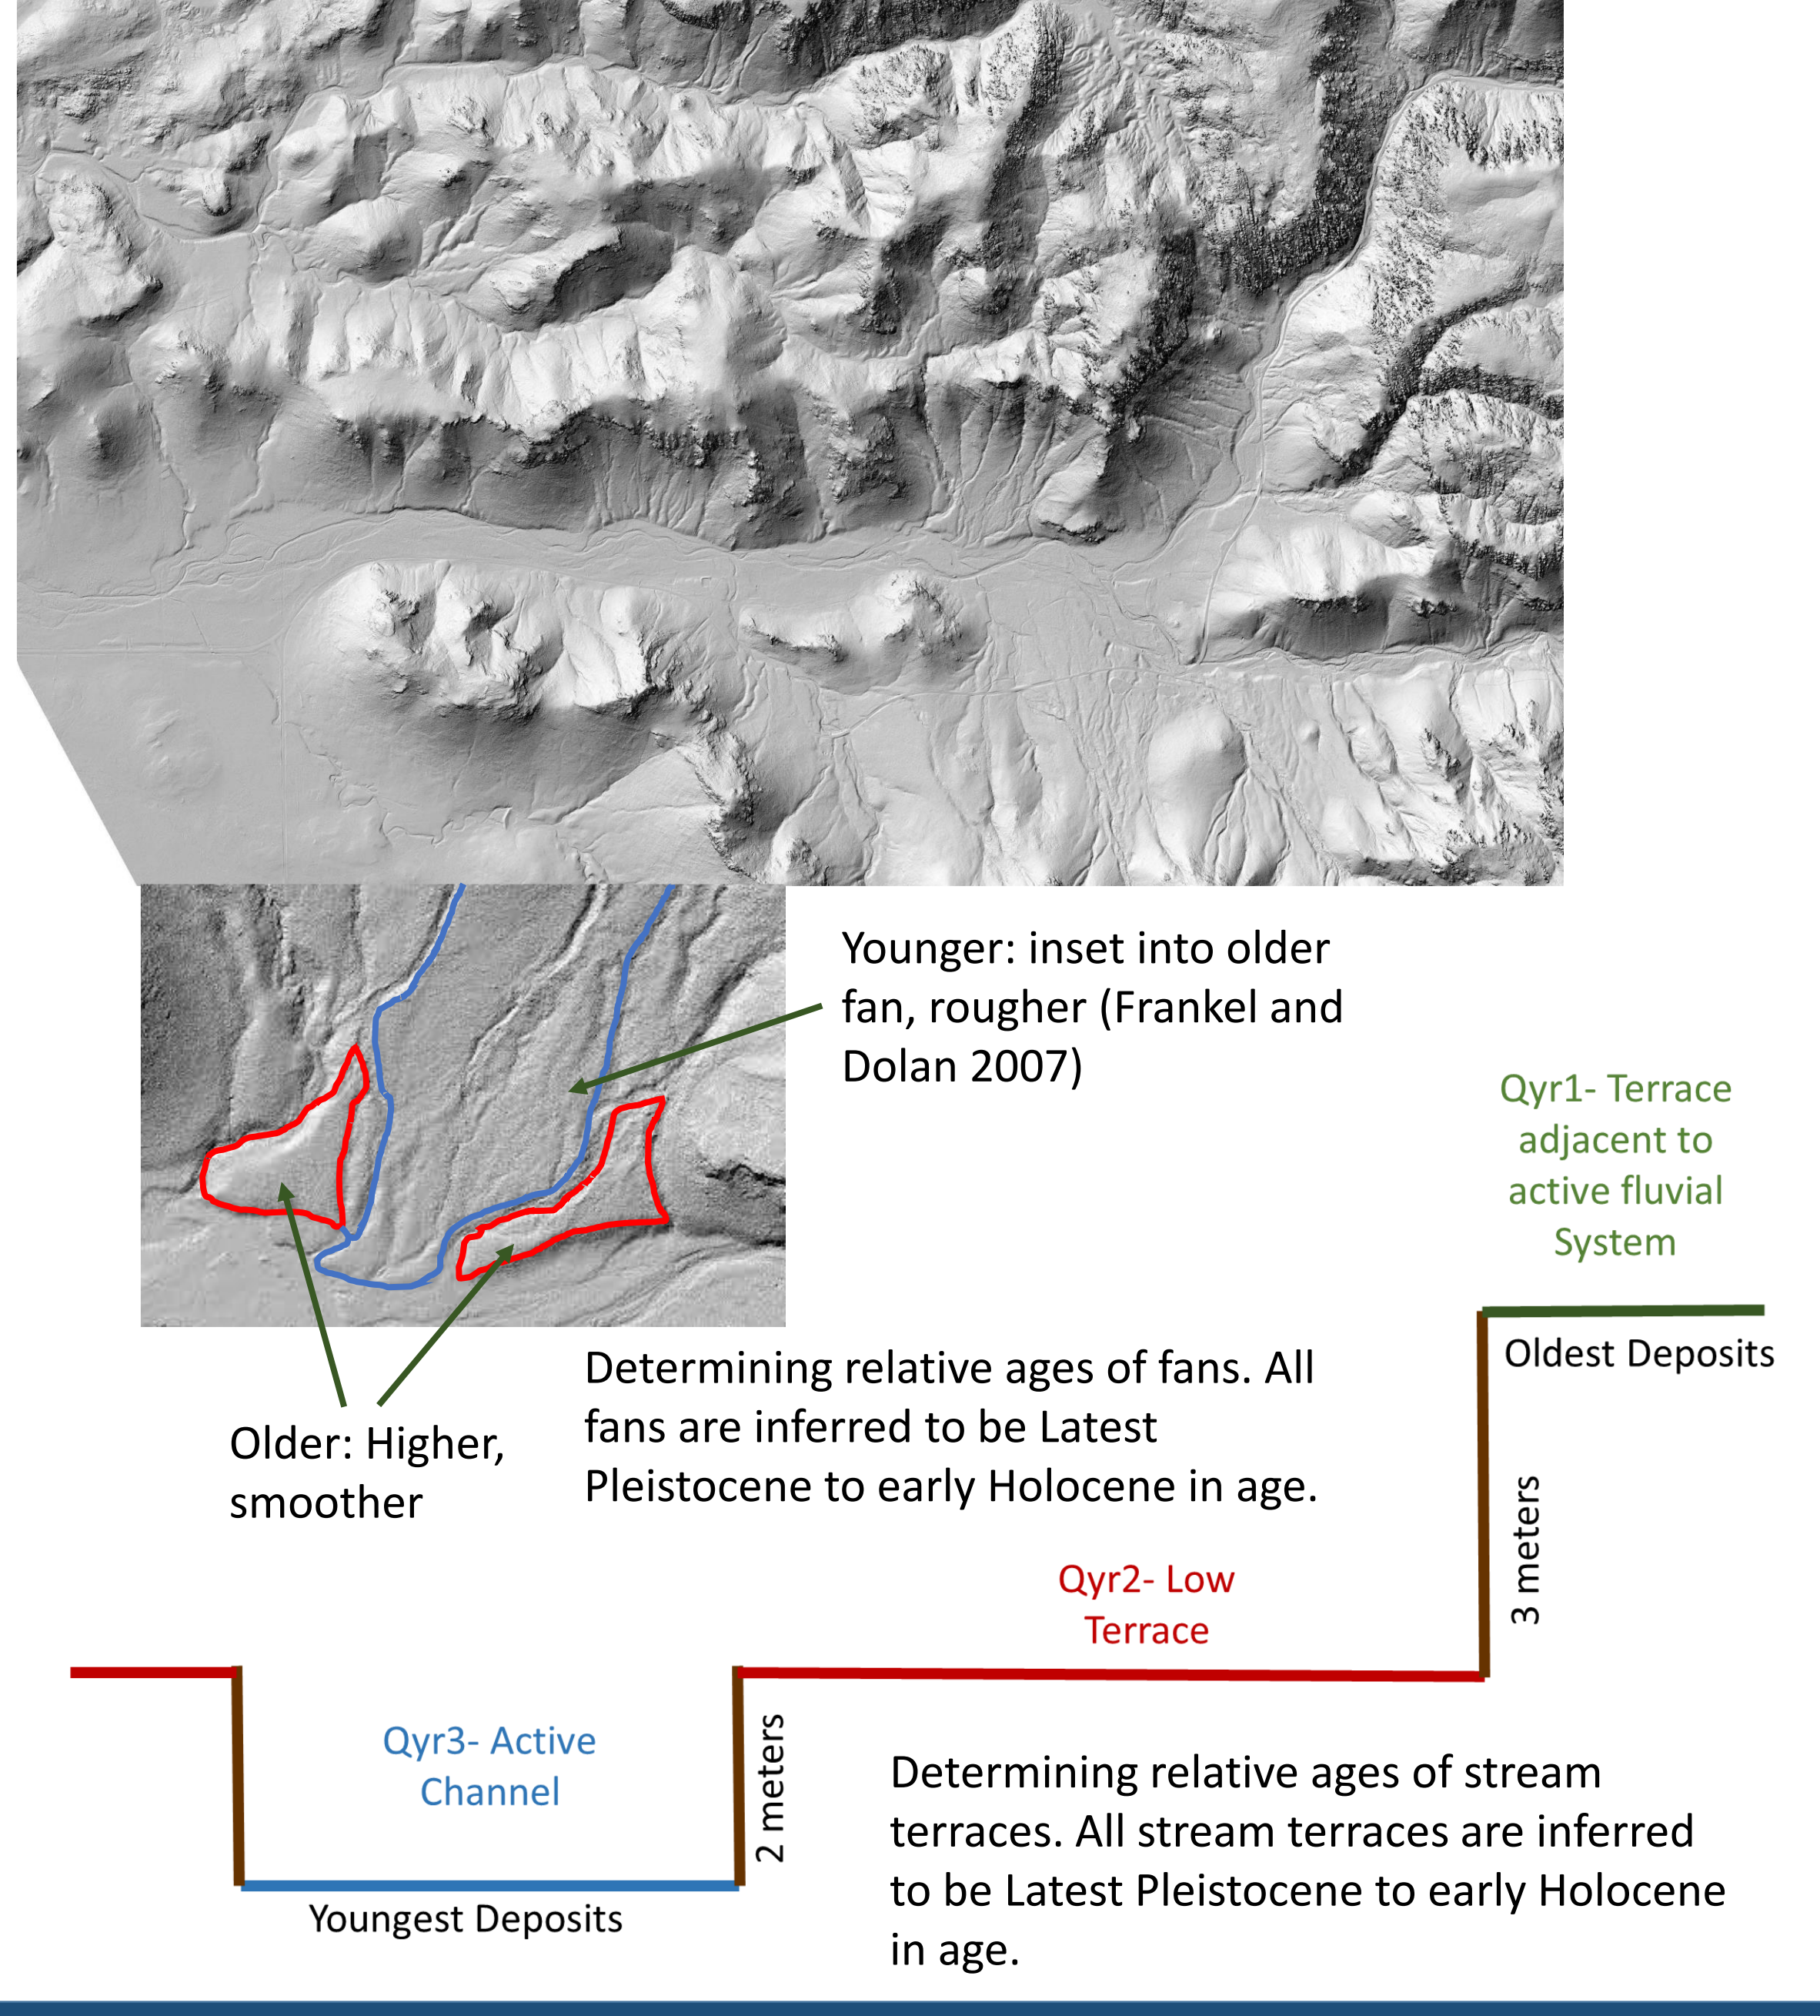 Younger: inset into older
fan, rougher (Frankel and
Dolan 2007)
Older: Higher,
smoother
Determining relative ages of fans. All
fans are inferred to be Latest
Pleistocene to early Holocene in age.
Qyr1- Terrace
adjacent to
active fluvial
System
Oldest Deposits
3 meters
Qyr2- Low
Terrace
Qyr3- Active
Channel
2 meters
Youngest Deposits
Determining relative ages of stream
terraces. All stream terraces are inferred
to be Latest Pleistocene to early Holocene
in age.